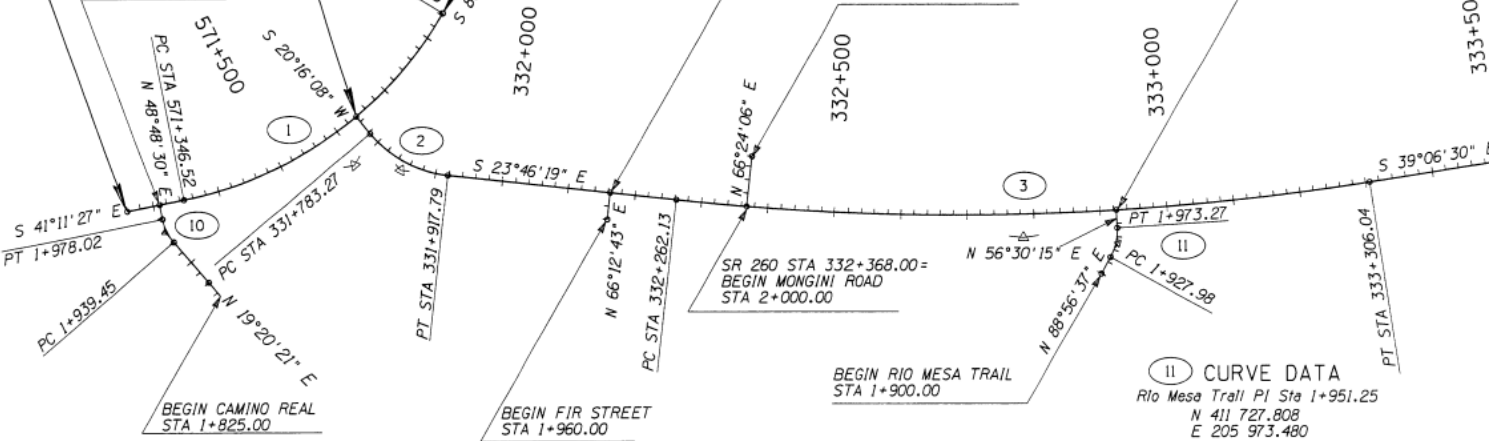 571+500
PC STA 571+346.52
N 48°48'30" E
S 20°16'08" W
332+000
332+500
333+000
1
2
3
S 41°11'27" E
PT 1+978.02
10
PC STA 331+783.27
PC 1+939.45
N 19°20'21" E
BEGIN CAMINO REAL
STA 1+825.00
PT STA 331+917.79
S 23°46'19" E
N 66°12'43" E
BEGIN FIR STREET
STA 1+960.00
PC STA 332+262.13
N 66°24'06" E
SR 260 STA 332+368.00=
BEGIN MONGINI ROAD
STA 2+000.00
N 56°30'15" E
PT 1+973.27
11
PC 1+927.98
N 88°56'37" E
BEGIN RIO MESA TRAIL
STA 1+900.00
S 39°06'30" E
PT STA 333+306.04
11 CURVE DATA
Rio Mesa Trail PI Sta 1+951.25
N 411 727.808
E 205 973.480